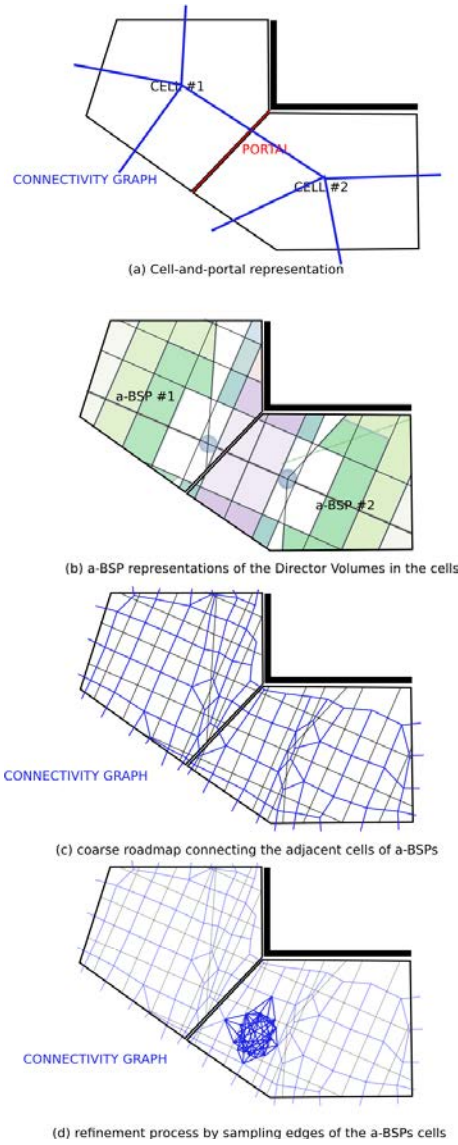 CELL #1
PORTAL
CONNECTIVITY GRAPH
CELL #2
(a) Cell-and-portal representation
a-BSP #1
a-BSP #2
(b) a-BSP representations of the Director Volumes in the cells
CONNECTIVITY GRAPH
(c) coarse roadmap connecting the adjacent cells of a-BSPs
CONNECTIVITY GRAPH
(d) refinement process by sampling edges of the a-BSPs cells